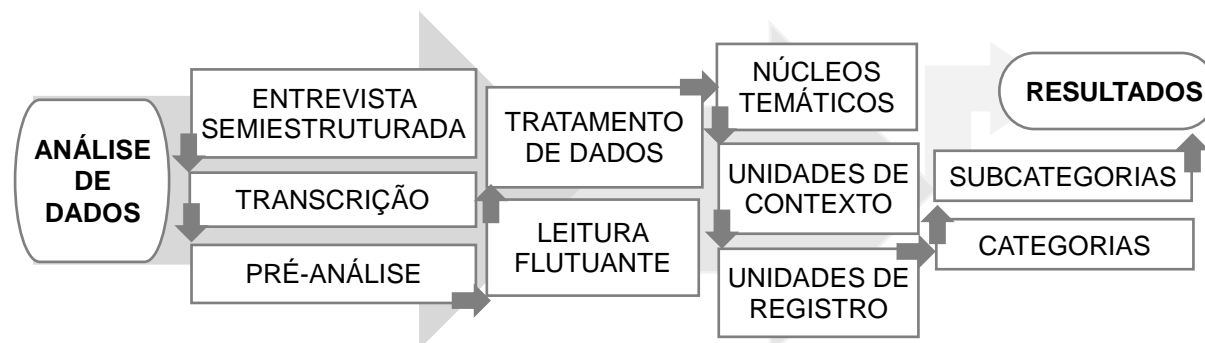 ANÁLISE
DE
DADOS
ENTREVISTA
SEMIESTRUTURADA
TRANSCRIÇÃO
PRÉ-ANÁLISE
LEITURA
FLUTUANTE
TRATAMENTO
DE DADOS
NÚCLEOS
TEMÁTICOS
UNIDADES DE
CONTEXTO
UNIDADES DE
REGISTRO
CATEGORIAS
SUBCATEGORIAS
RESULTADOS